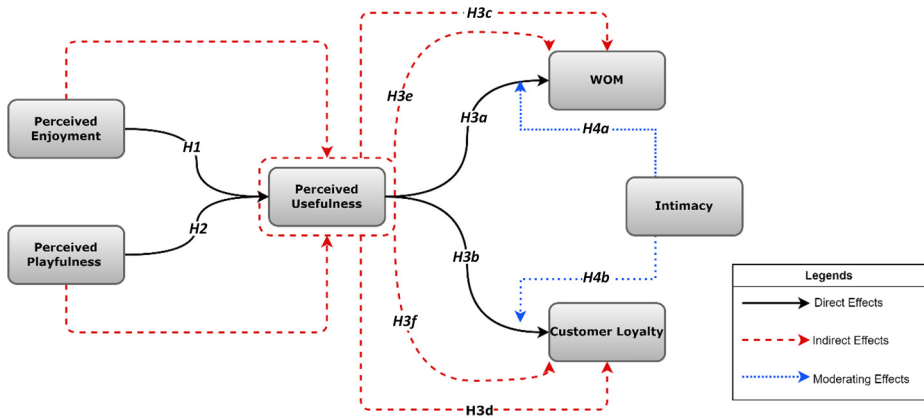 H3c
WOM
H3e
Perceived
Enjoyment
H3a
H4a
H1
Perceived
Usefulness
Intimacy
H2
Perceived
Playfulness
H3b
H4b
Legends
Direct Effects
H3f
Customer Loyalty
Indirect Effects
Moderating Effects
H3d